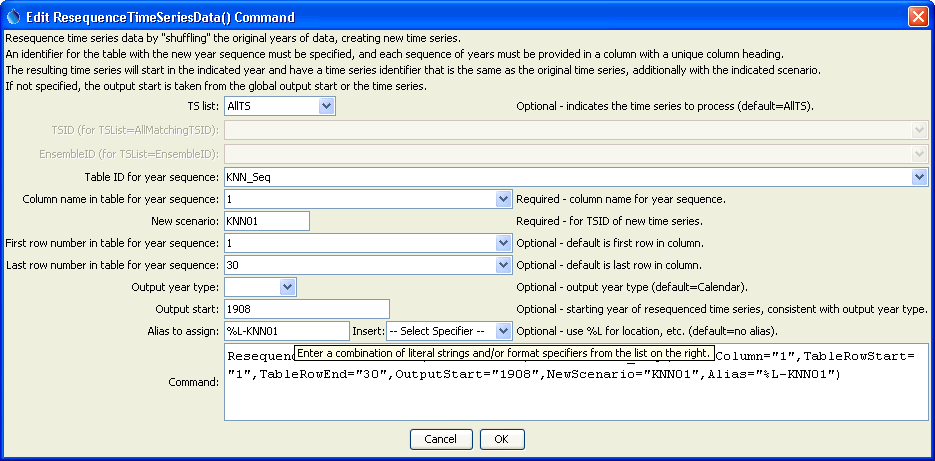 Edit ResequenceTimeSeriesData() Command
Resequence time series data by "shuffling" the original years of data, creating new time series.
An identifier for the table with the new year sequence must be specified, and each sequence of years must be provided in a column with a unique column heading.
The resulting time series will start in the indicated year and have a time series identifier that is the same as the original time series, additionally with the indicated scenario.
If not specified, the output start is taken from the global output start or the time series.
TS list: AllTS Optional - indicates the time series to process (default=AllTS).
TSID (for TSList=AllMatchingTSID):
EnsembleID (for TSList=EnsembleID):
Table ID for year sequence: KNN_Seq
Column name in table for year sequence: 1 Required - column name for year sequence.
New scenario: KNN01 Required - for TSID of new time series.
First row number in table for year sequence: 1 Optional - default is first row in column.
Last row number in table for year sequence: 30 Optional - default is last row in column.
Output year type: Optional - output year type (default=Calendar).
Output start: 1908 Optional - starting year of resequenced time series, consistent with output year type.
Alias to assign: %L-KNN01 Insert: -- Select Specifier -- Optional - use %L for location, etc. (default=no alias).
Enter a combination of literal strings and/or format specifiers from the list on the right.
Resequen Column="1",TableRowStart=
Command: "1",TableRowEnd="30",OutputStart="1908",NewScenario="KNN01",Alias="%L-KNN01")
Cancel OK